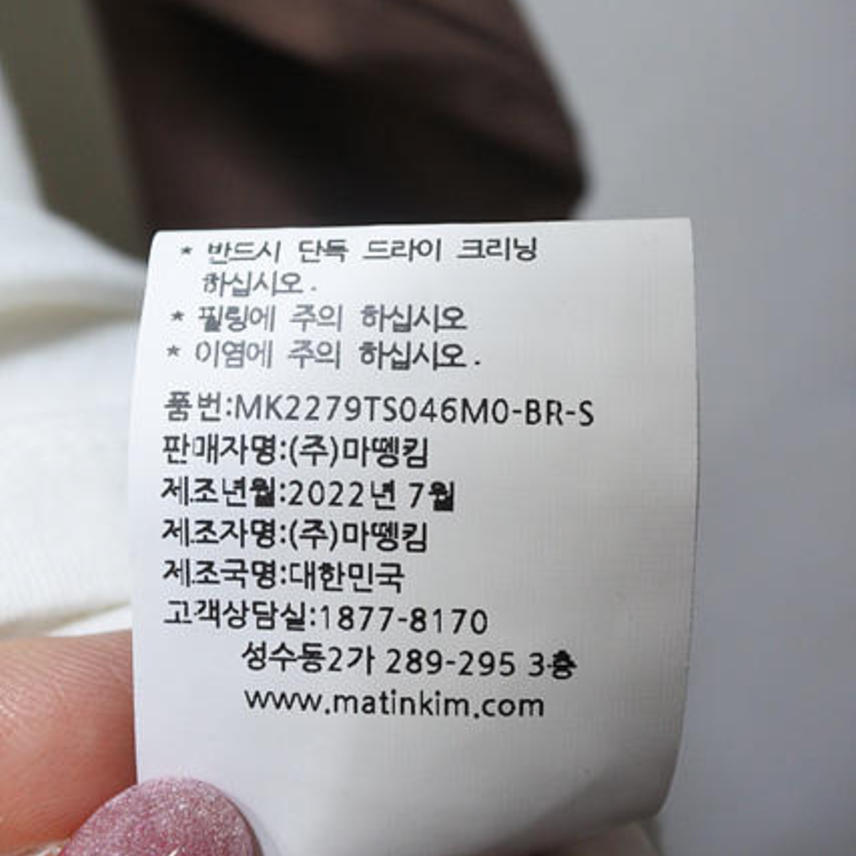 * 반드시 단독 드라이 크리닝
하십시오.
* 필링에 주의 하십시오
* 이염에 주의 하십시오.
품번:MK2279TS046M0-BR-S
판매자명:(주)마뗑킴
제조년월:2022년 7월
제조자명:(주)마뗑킴
제조국명:대한민국
고객상담실:1877-8170
성수동2가 289-295 3층
www.matinkim.com